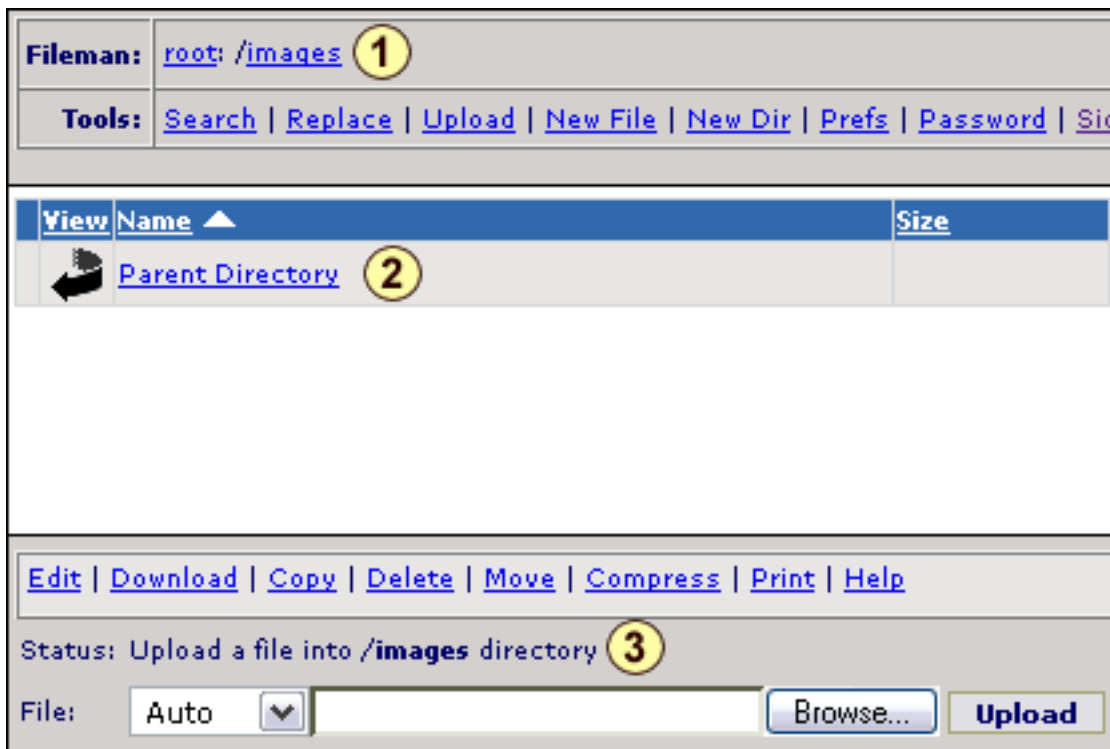 Fileman: root: /images 1
Tools: Search | Replace | Upload | New File | New Dir | Prefs | Password |
View Name Size
Parent Directory 2
Edit | Download | Copy | Delete | Move | Compress | Print | Help
Status: Upload a file into /images directory 3
File: Auto Browse... Upload